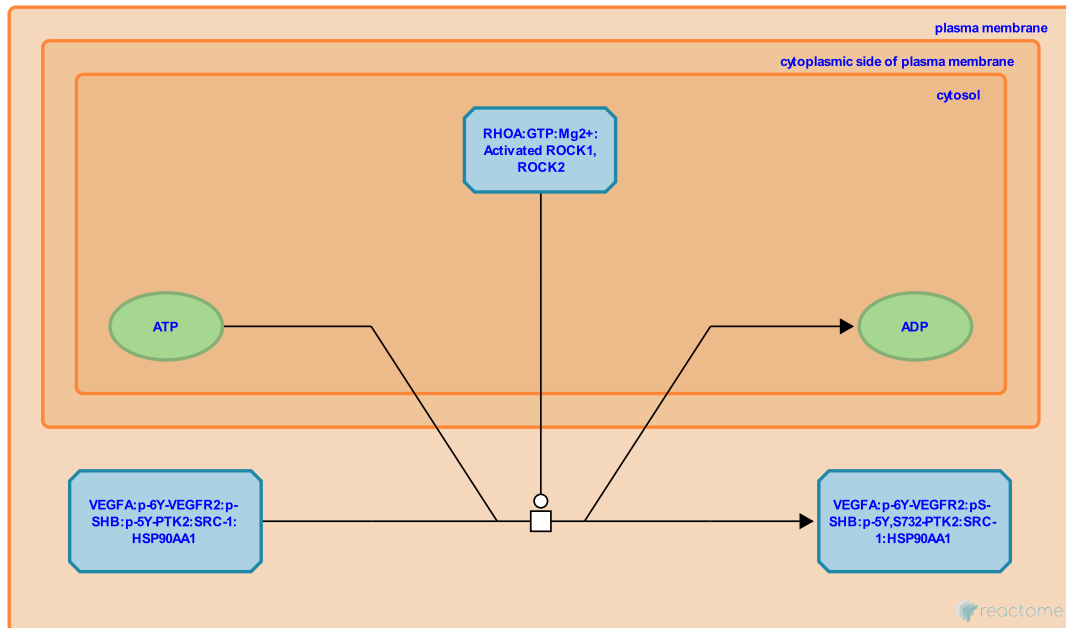 plasma membrane
cytoplasmic side of plasma membrane
cytosol
RHOA:GTP:Mg2+:
Activated ROCK1,
ROCK2
ATP
ADP
VEGFA:p-6Y-VEGFR2:p-
SHB:p-5Y-PTK2:SRC-1:
HSP90AA1
VEGFA:p-6Y-VEGFR2:pS-
SHB:p-5Y,S732-PTK2:SRC-
1:HSP90AA1
reactome